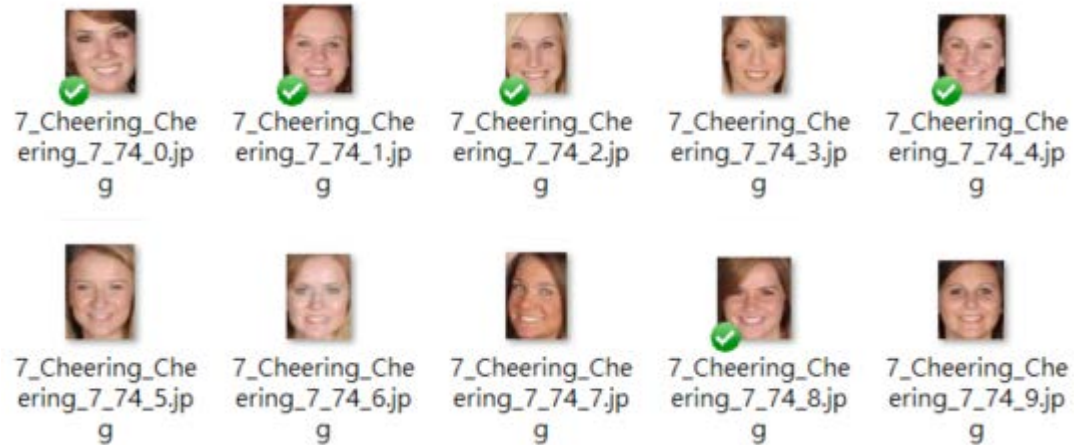 7_Cheering_Che 7_Cheering_Che 7_Cheering_Che 7_Cheering_Che 7_Cheering_Che
ering_7_74_0.jp ering_7_74_1.jp ering_7_74_2.jp ering_7_74_3.jp ering_7_74_4.jp
g g g g g
7_Cheering_Che 7_Cheering_Che 7_Cheering_Che 7_Cheering_Che 7_Cheering_Che
ering_7_74_5.jp ering_7_74_6.jp ering_7_74_7.jp ering_7_74_8.jp ering_7_74_9.jp
g g g g g